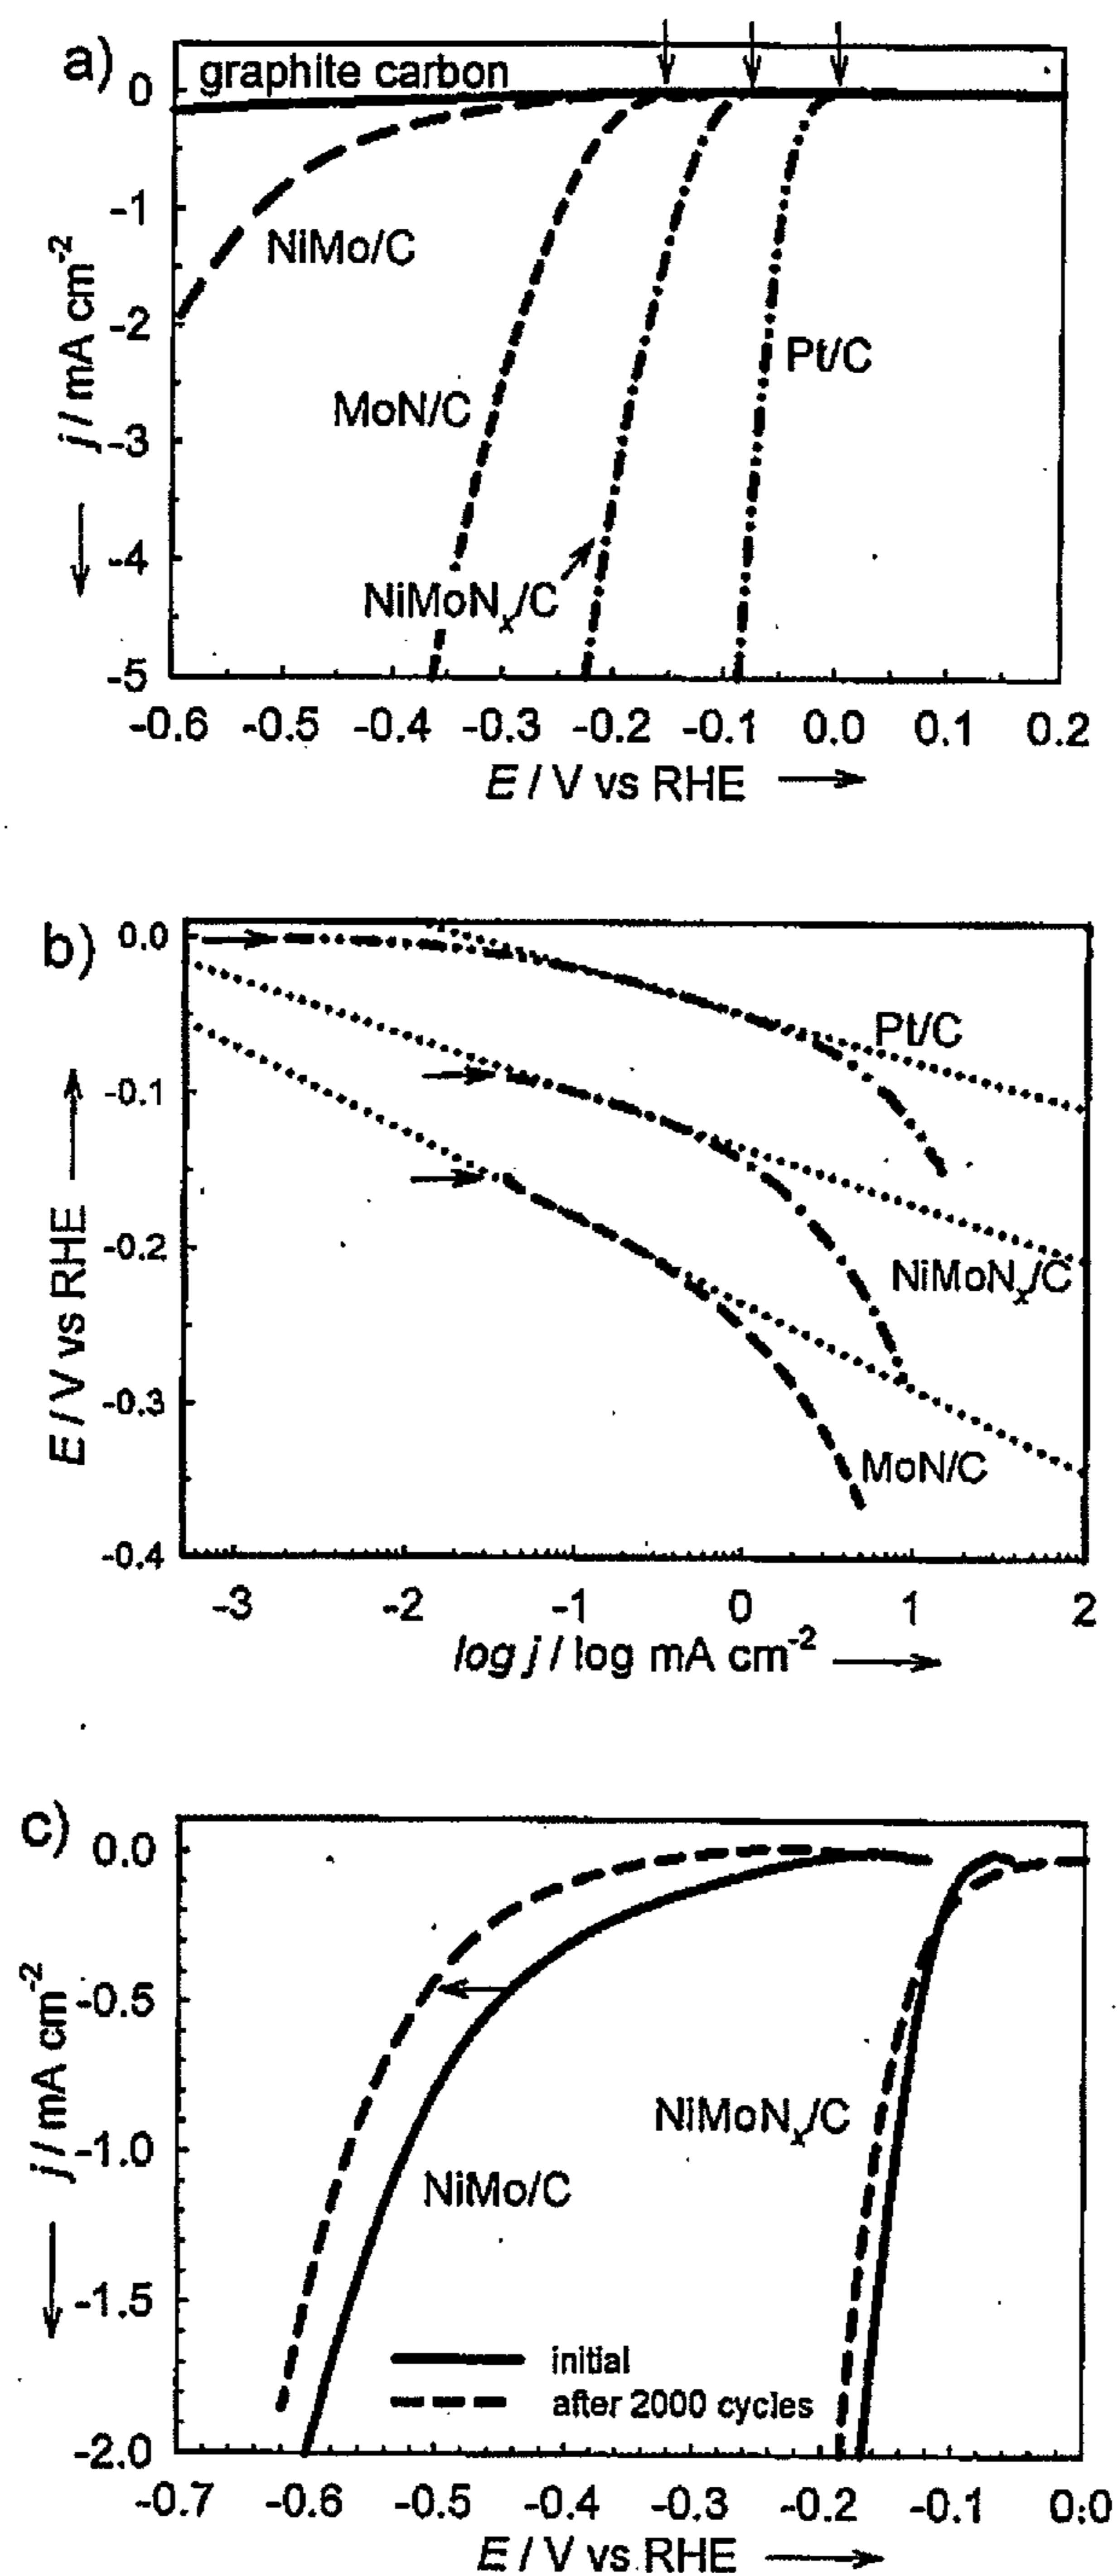 a)
graphite carbon
0
-1
-2
-3
-4
-5
j / mA cm-2
NiMo/C
MoN/C
NiMoNx/C
Pt/C
-0.6 -0.5 -0.4 -0.3 -0.2 -0.1 0.0 0.1 0.2
E / V vs RHE
b)
0.0
-0.1
-0.2
-0.3
-0.4
E / V vs RHE
Pt/C
NiMoNx/C
MoN/C
-3 -2 -1 0 1 2
log j / log mA cm-2
c)
0.0
-0.5
-1.0
-1.5
-2.0
j / mA cm-2
NiMoNx/C
NiMo/C
initial
after 2000 cycles
-0.7 -0.6 -0.5 -0.4 -0.3 -0.2 -0.1 0.0
E / V vs RHE